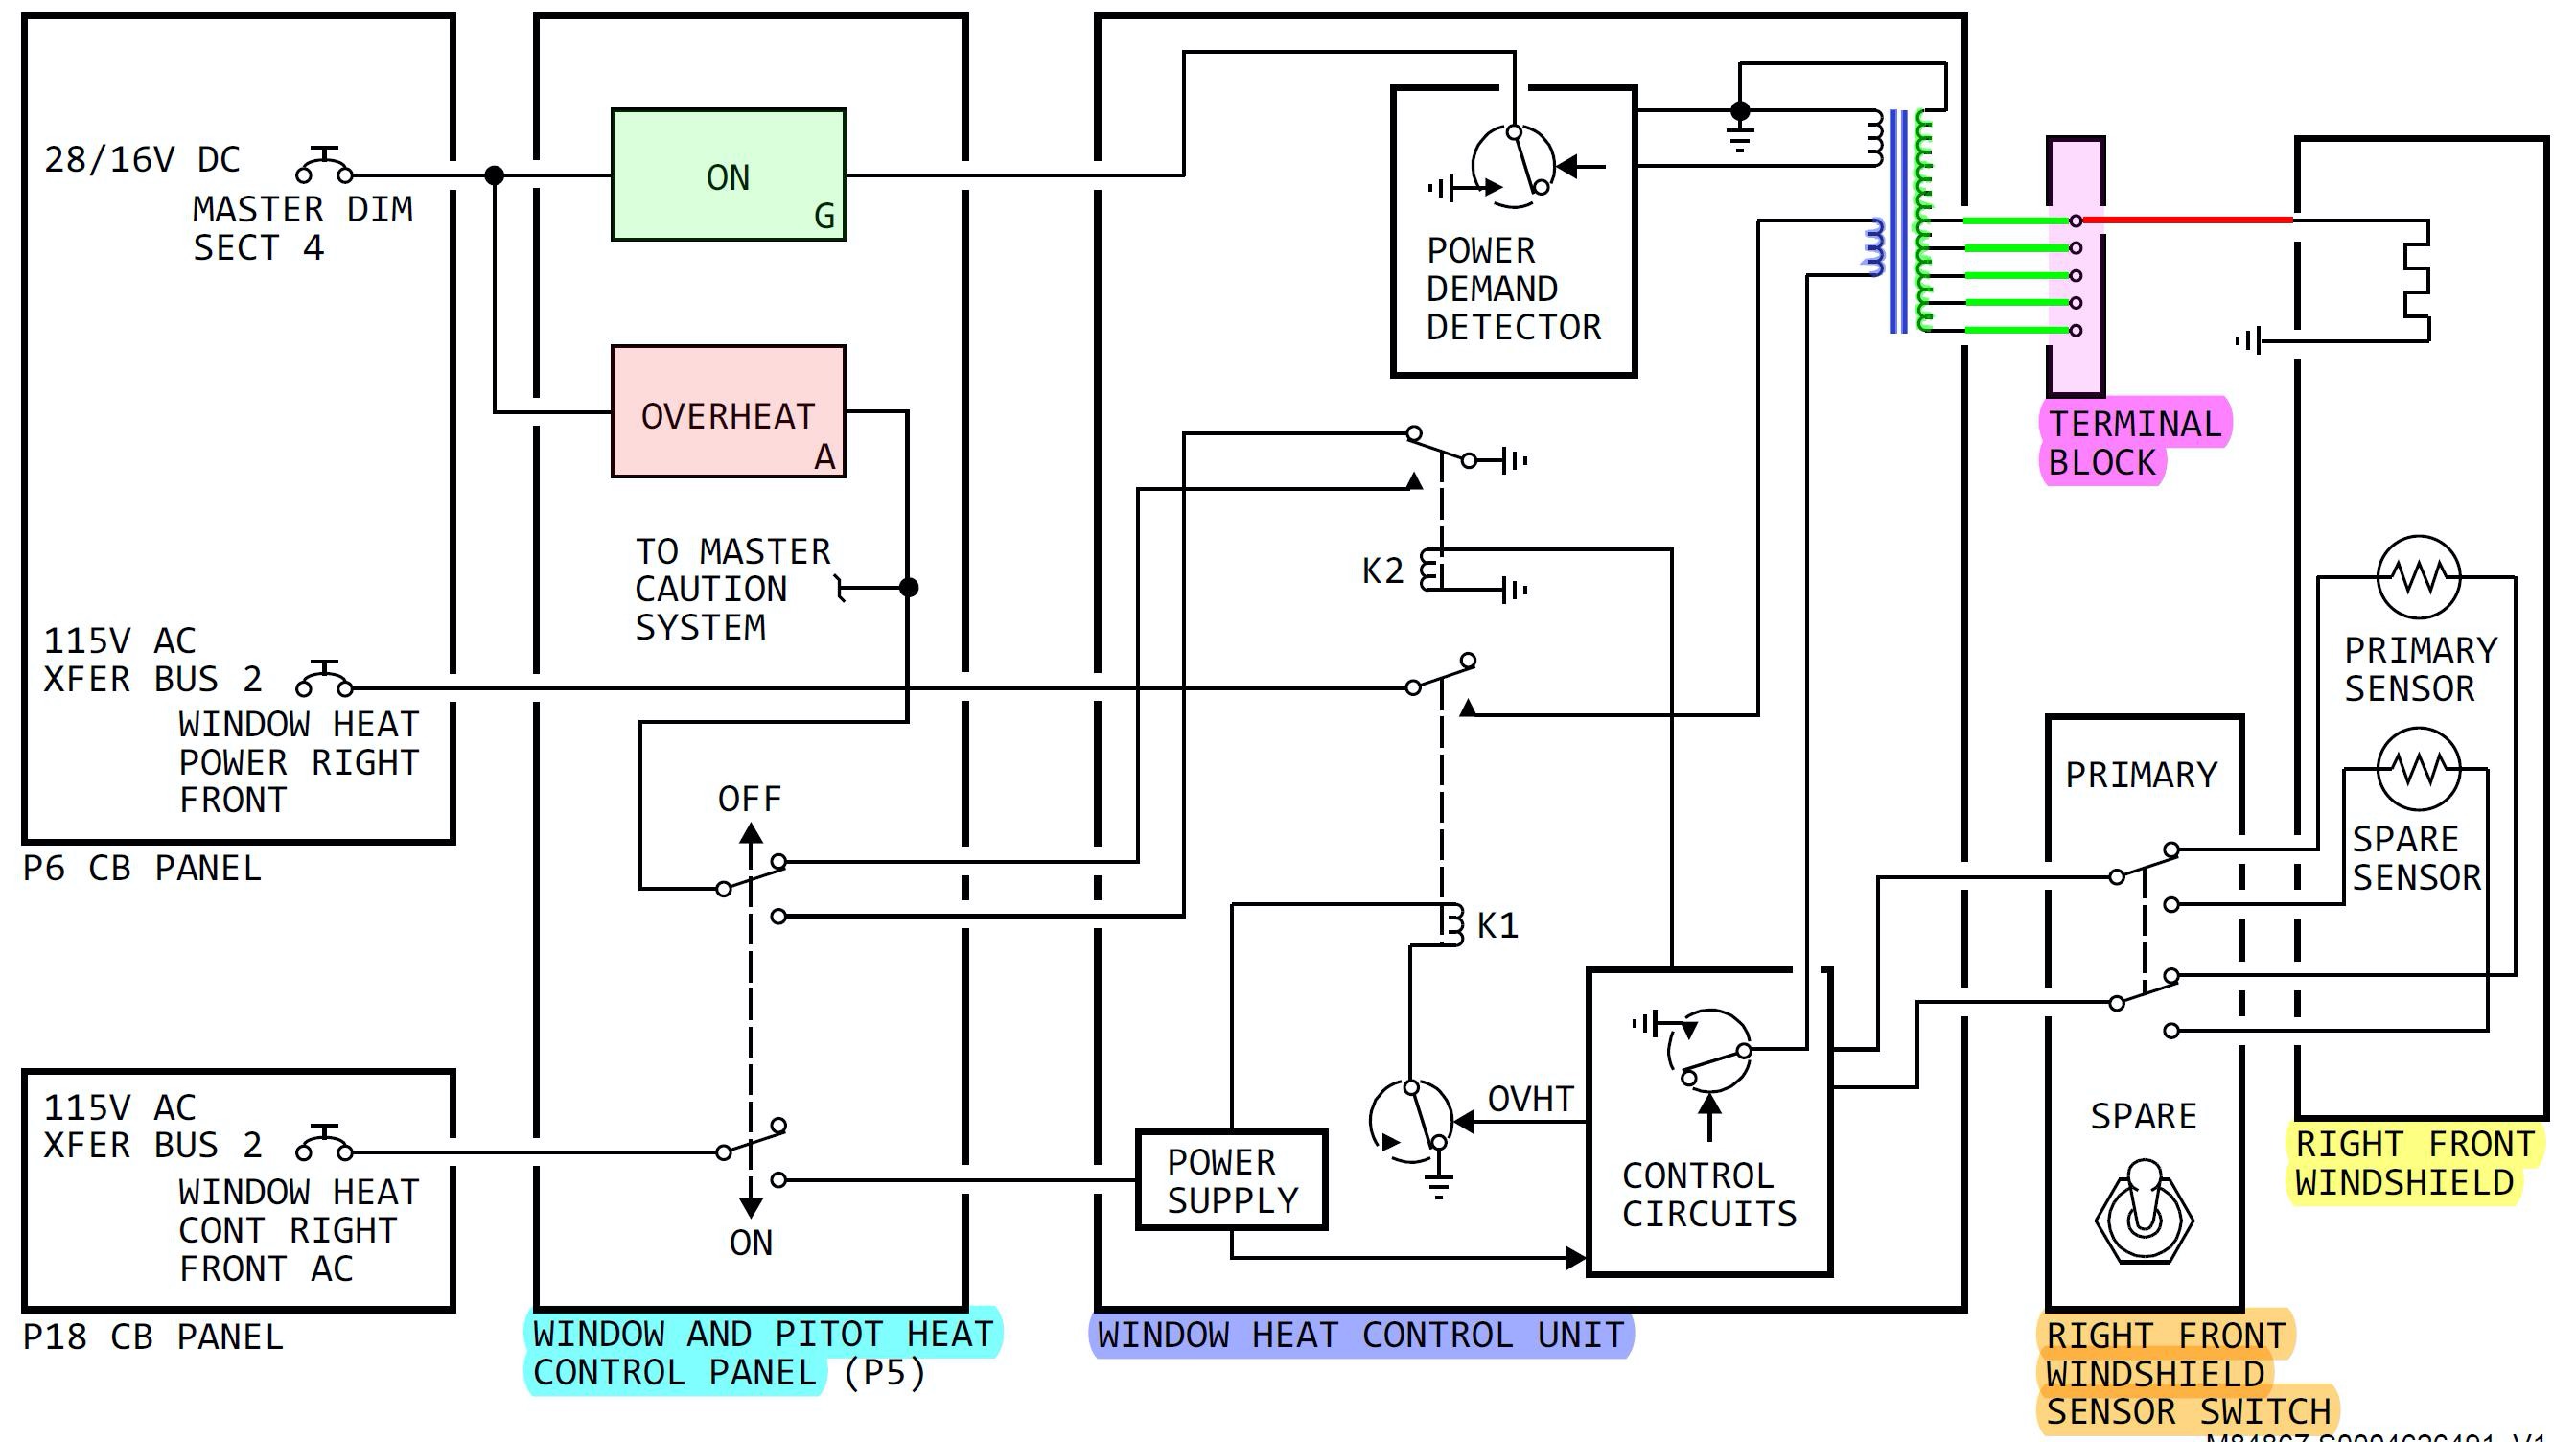 28/16V DC
MASTER DIM
SECT 4
115V AC
XFER BUS 2
WINDOW HEAT
POWER RIGHT
FRONT
P6 CB PANEL
115V AC
XFER BUS 2
WINDOW HEAT
CONT RIGHT
FRONT AC
P18 CB PANEL
ON
G
OVERHEAT
A
TO MASTER
CAUTION
SYSTEM
OFF
ON
WINDOW AND PITOT HEAT
CONTROL PANEL (P5)
POWER
DEMAND
DETECTOR
K2
K1
OVHT
POWER
SUPPLY
CONTROL
CIRCUITS
WINDOW HEAT CONTROL UNIT
TERMINAL
BLOCK
PRIMARY
SPARE
RIGHT FRONT
WINDSHIELD
SENSOR SWITCH
PRIMARY
SENSOR
SPARE
SENSOR
RIGHT FRONT
WINDSHIELD